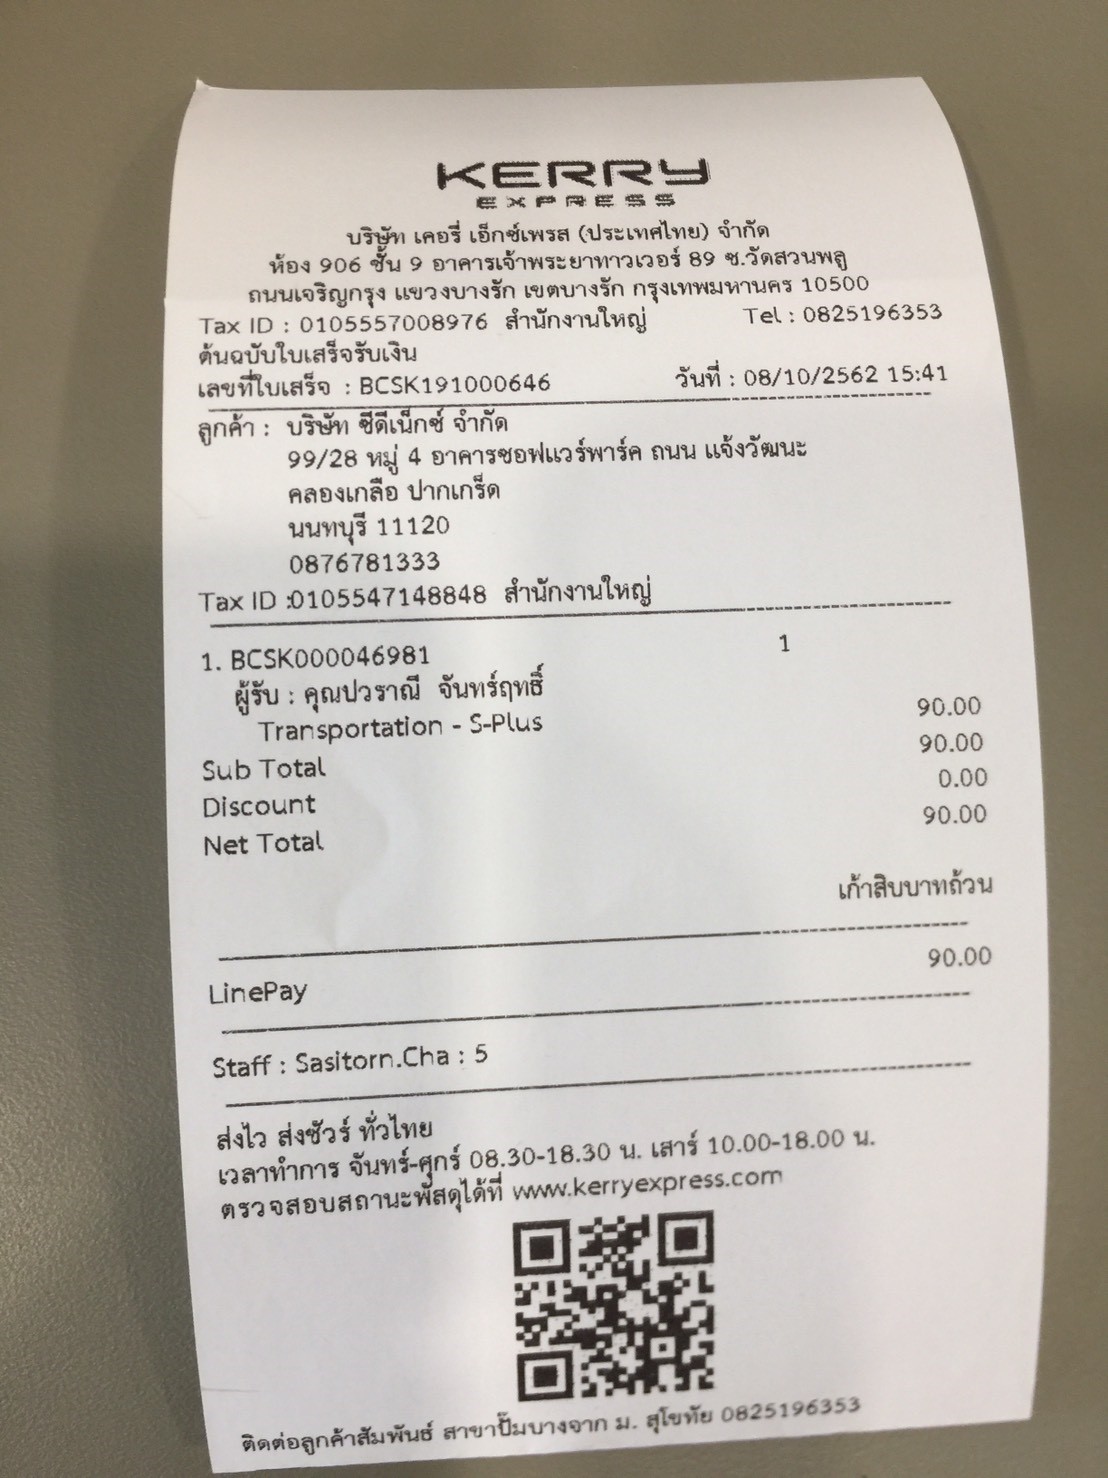 KERRY
EXPRESS
บริษัท เคอรี่ เอ็กซ์เพรส (ประเทศไทย) จำกัด
ห้อง 906 ชั้น 9 อาคารเจ้าพระยาทาวเวอร์ 89 ซ.วัดสวนพลู
ถนนเจริญกรุง แขวงบางรัก เขตบางรัก กรุงเทพมหานคร 10500
Tax ID : 0105557008976 สำนักงานใหญ่ Tel : 0825196353
ต้นฉบับใบเสร็จรับเงิน
เลขที่ใบเสร็จ : BCSK191000646 วันที่ : 08/10/2562 15:41
ลูกค้า : บริษัท ซีดีเน็กซ์ จำกัด
99/28 หมู่ 4 อาคารซอฟแวร์พาร์ค ถนน แจ้งวัฒนะ
คลองเกลือ ปากเกร็ด
นนทบุรี 11120
0876781333
Tax ID :0105547148848 สำนักงานใหญ่
1. BCSK000046981 1
ผู้รับ : คุณปวราณี จันทร์ฤทธิ์
Transportation - S-Plus 90.00
Sub Total 90.00
Discount 0.00
Net Total 90.00
เก้าสิบบาทถ้วน
LinePay 90.00
Staff : Sasitorn.Cha : 5
ส่งไว ส่งชัวร์ ทั่วไทย
เวลาทำการ จันทร์-ศุกร์ 08.30-18.30 น. เสาร์ 10.00-18.00 น.
ตรวจสอบสถานะพัสดุได้ที่ www.kerryexpress.com
ติดต่อลูกค้าสัมพันธ์ สาขาปั๊มบางจาก ม. สุโขทัย 0825196353